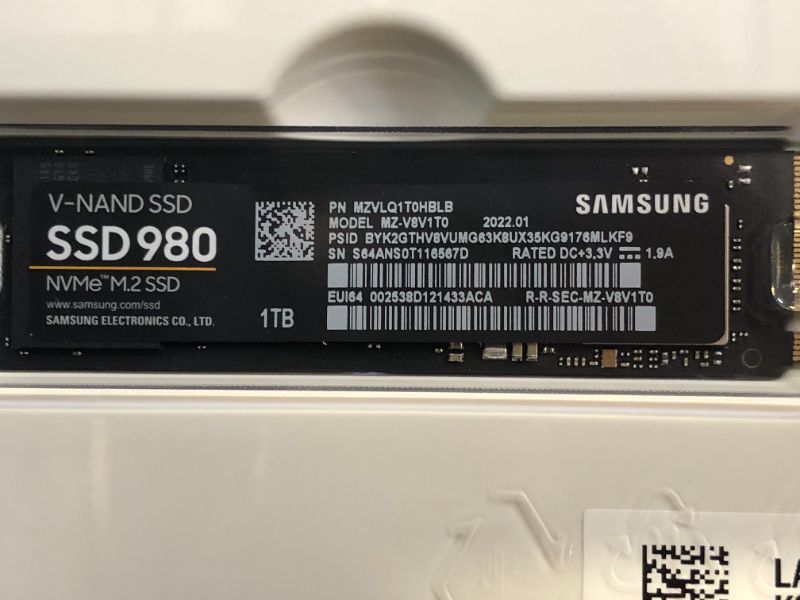 V-NAND SSD
SSD 980
NVMe™ M.2 SSD
www.samsung.com/ssd
SAMSUNG ELECTRONICS CO., LTD.
1TB
PN MZVLQ1T0HBLB
MODEL MZ-V8V1T0 2022.01
SAMSUNG
PSID BYK2GTHV8VUMG63K8UX35KG9176MLKF9
SN S64ANS0T116567D RATED DC+3.3V ⎓ 1.9A
EUI64 002538D121433ACA R-R-SEC-MZ-V8V1T0